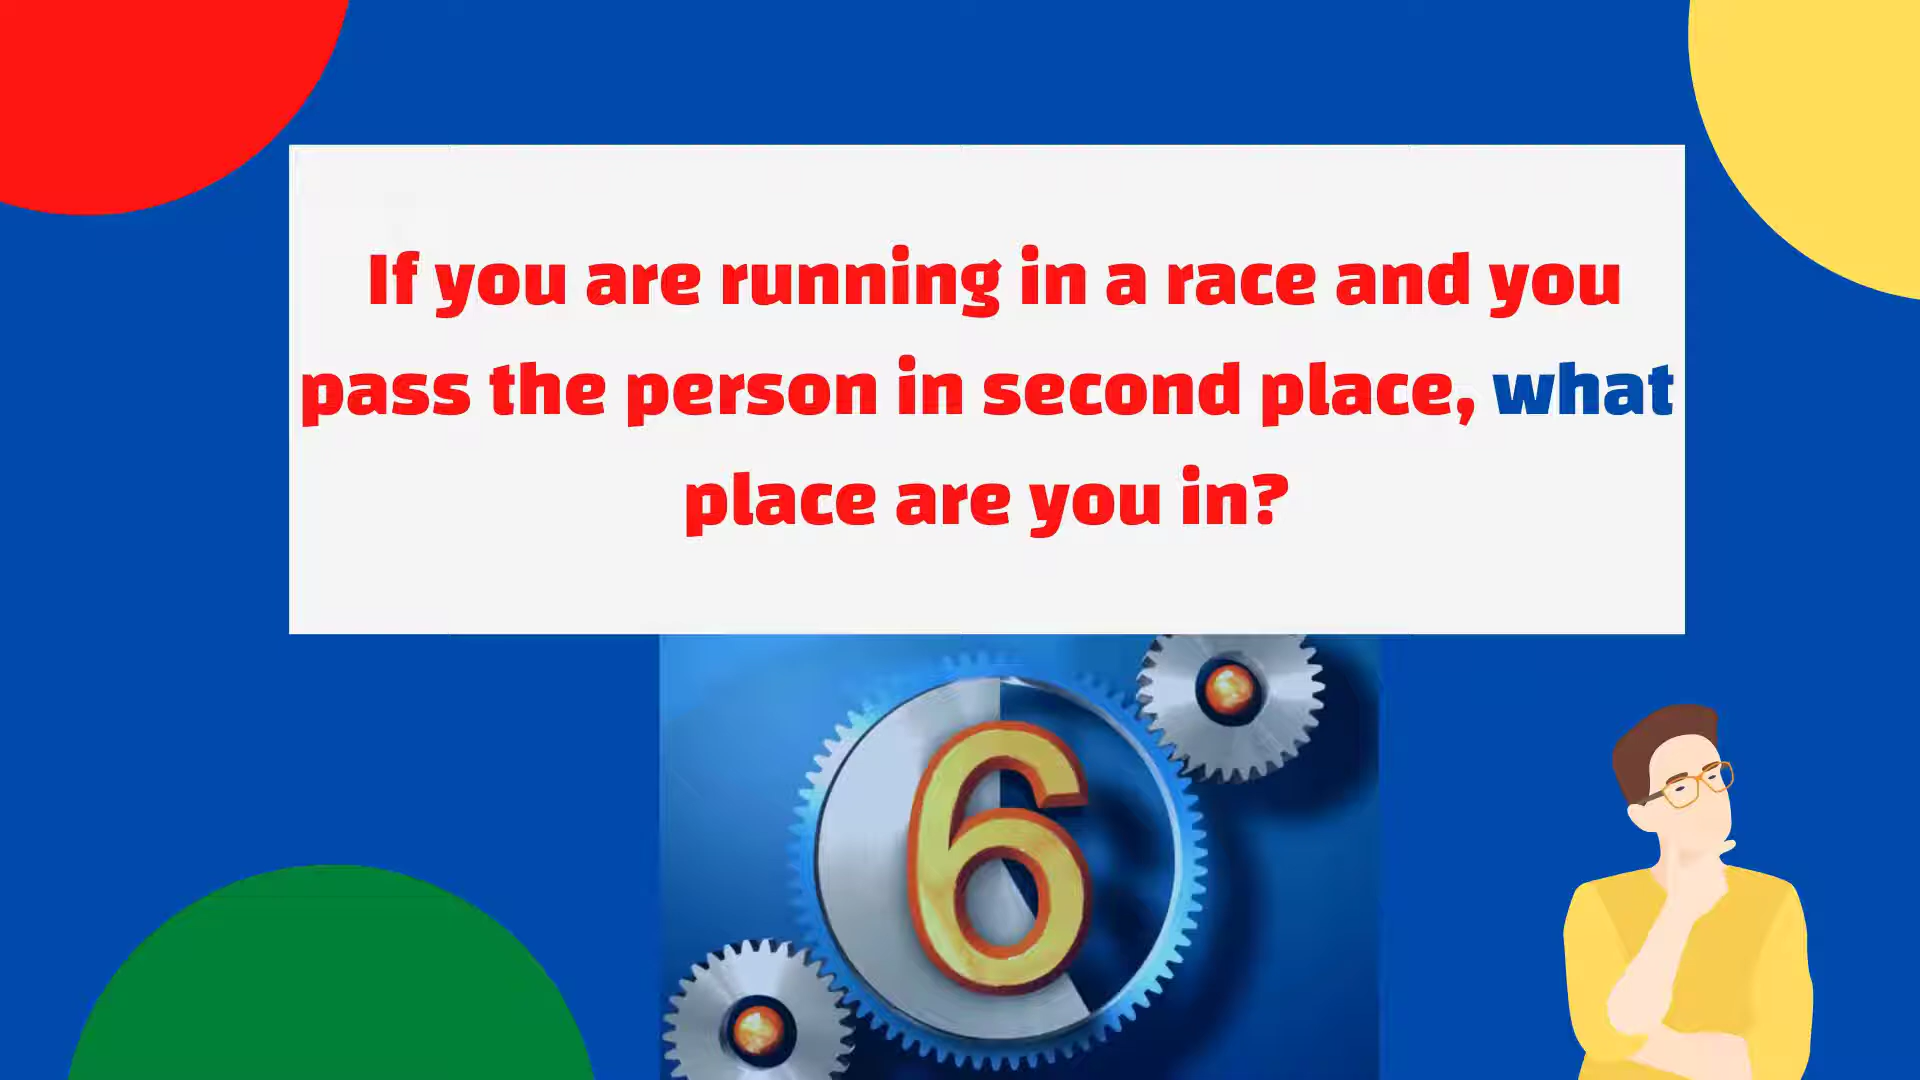 If you are running in a race and you
pass the person in second place, what
place are you in?
6